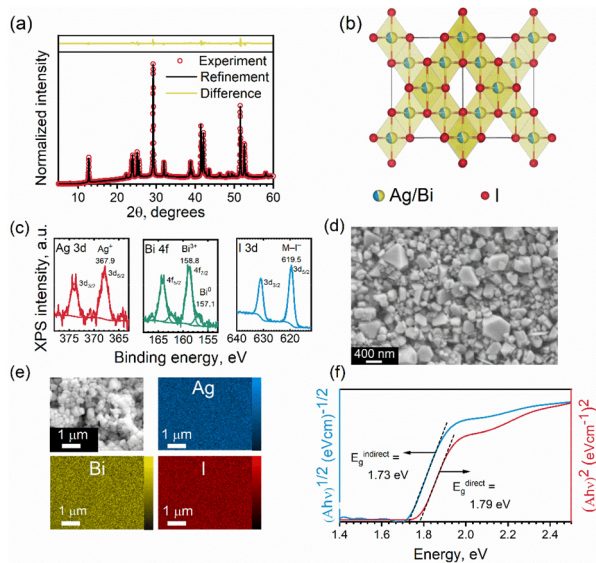 (a)
Normalized intensity
Experiment
Refinement
Difference
10 20 30 40 50 60
2θ, degrees
(b)
Ag/Bi
I
(c)
XPS intensity, a.u.
Ag 3d
Ag⁺
367.9
3d3/2
3d5/2
375 370 365
Bi 4f
Bi³⁺
158.8
4f5/2
4f7/2
Bi⁰
157.1
165 160 155
I 3d
M–I⁻
619.5
3d3/2
3d5/2
640 630 620
Binding energy, eV
(d)
400 nm
(e)
1 µm
Ag
1 µm
Bi
1 µm
I
1 µm
(f)
(Ahν)1/2 (eVcm)-1/2
(Ahν)2 (eVcm-1)2
Eg indirect =
1.73 eV
Eg direct =
1.79 eV
1.4 1.6 1.8 2.0 2.2 2.4
Energy, eV